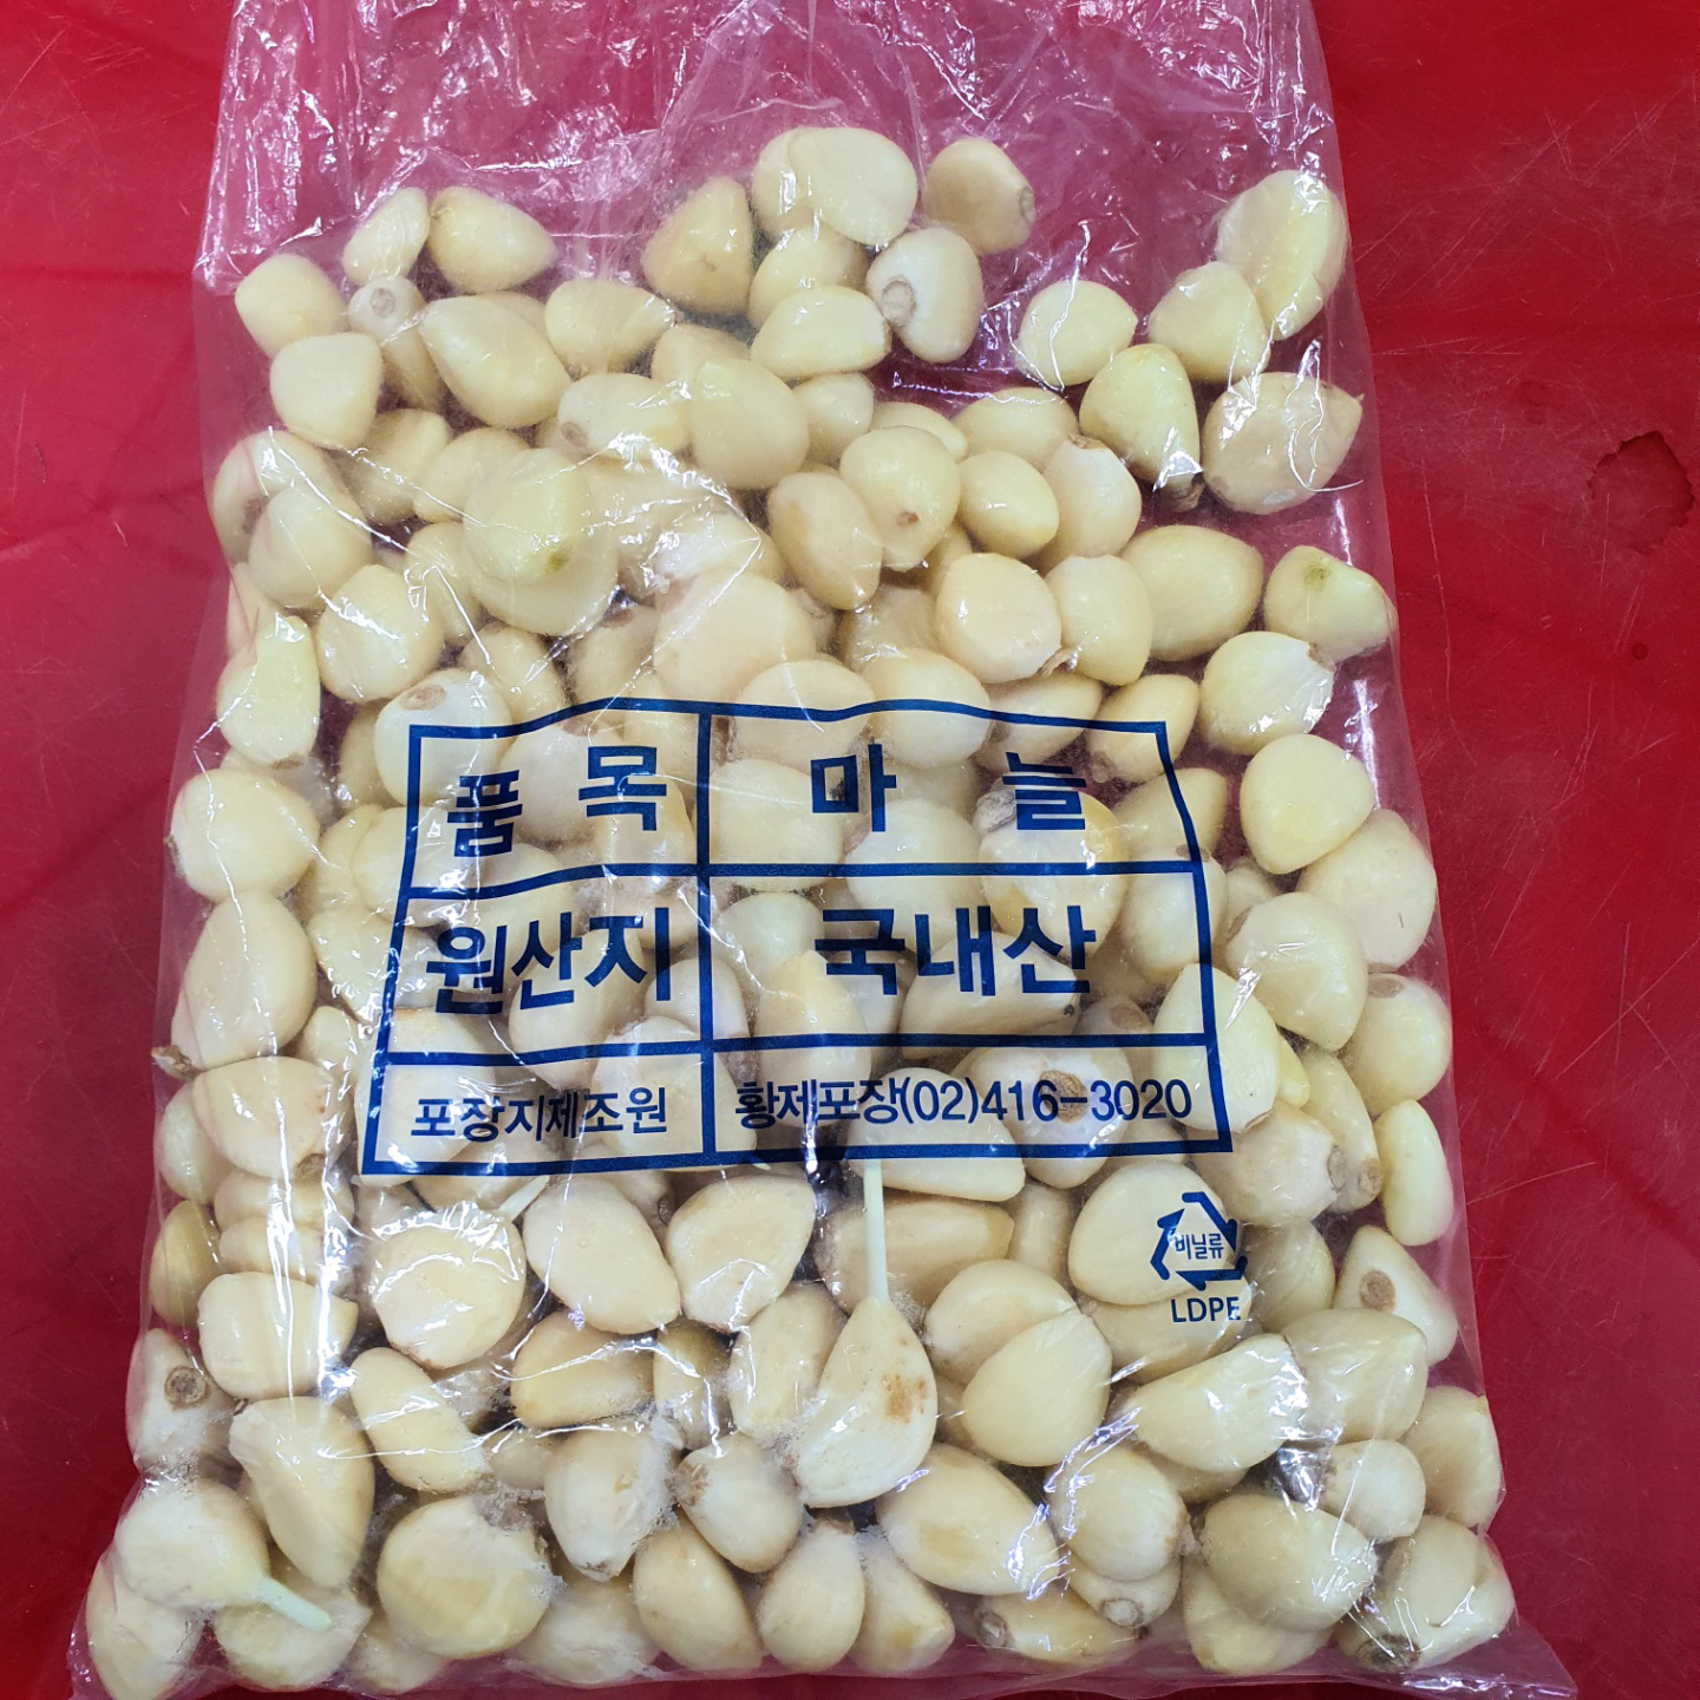 품 목 마 늘
원산지 국내산
포장지제조원 황제포장(02)416-3020
비닐류
LDPE